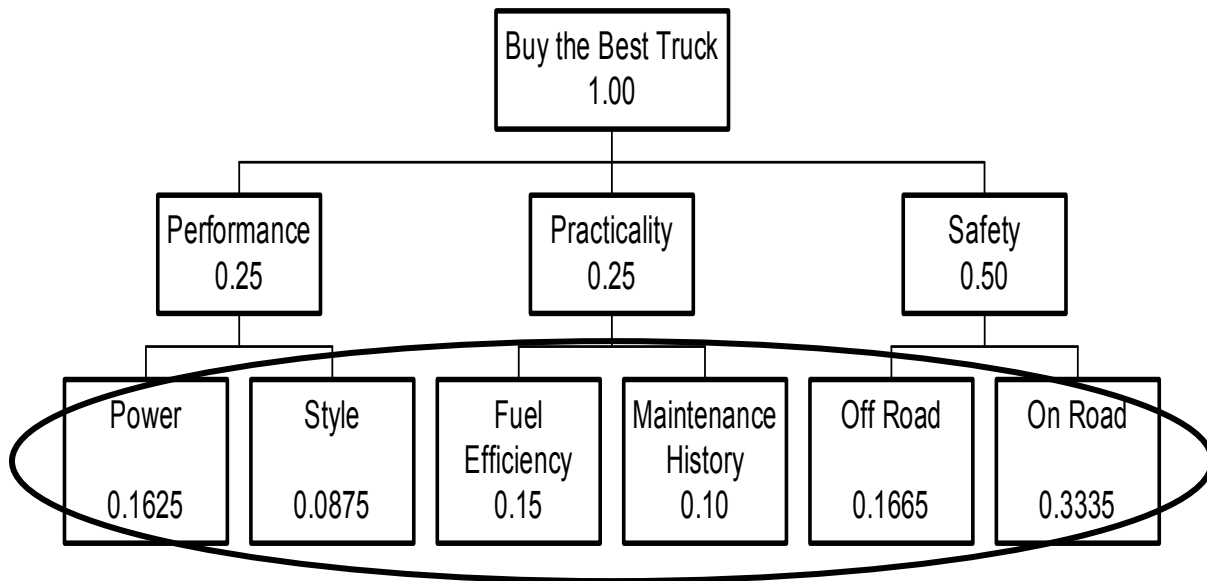 Buy the Best Truck
1.00
Performance
0.25
Practicality
0.25
Safety
0.50
Power
0.1625
Style
0.0875
Fuel
Efficiency
0.15
Maintenance
History
0.10
Off Road
0.1665
On Road
0.3335